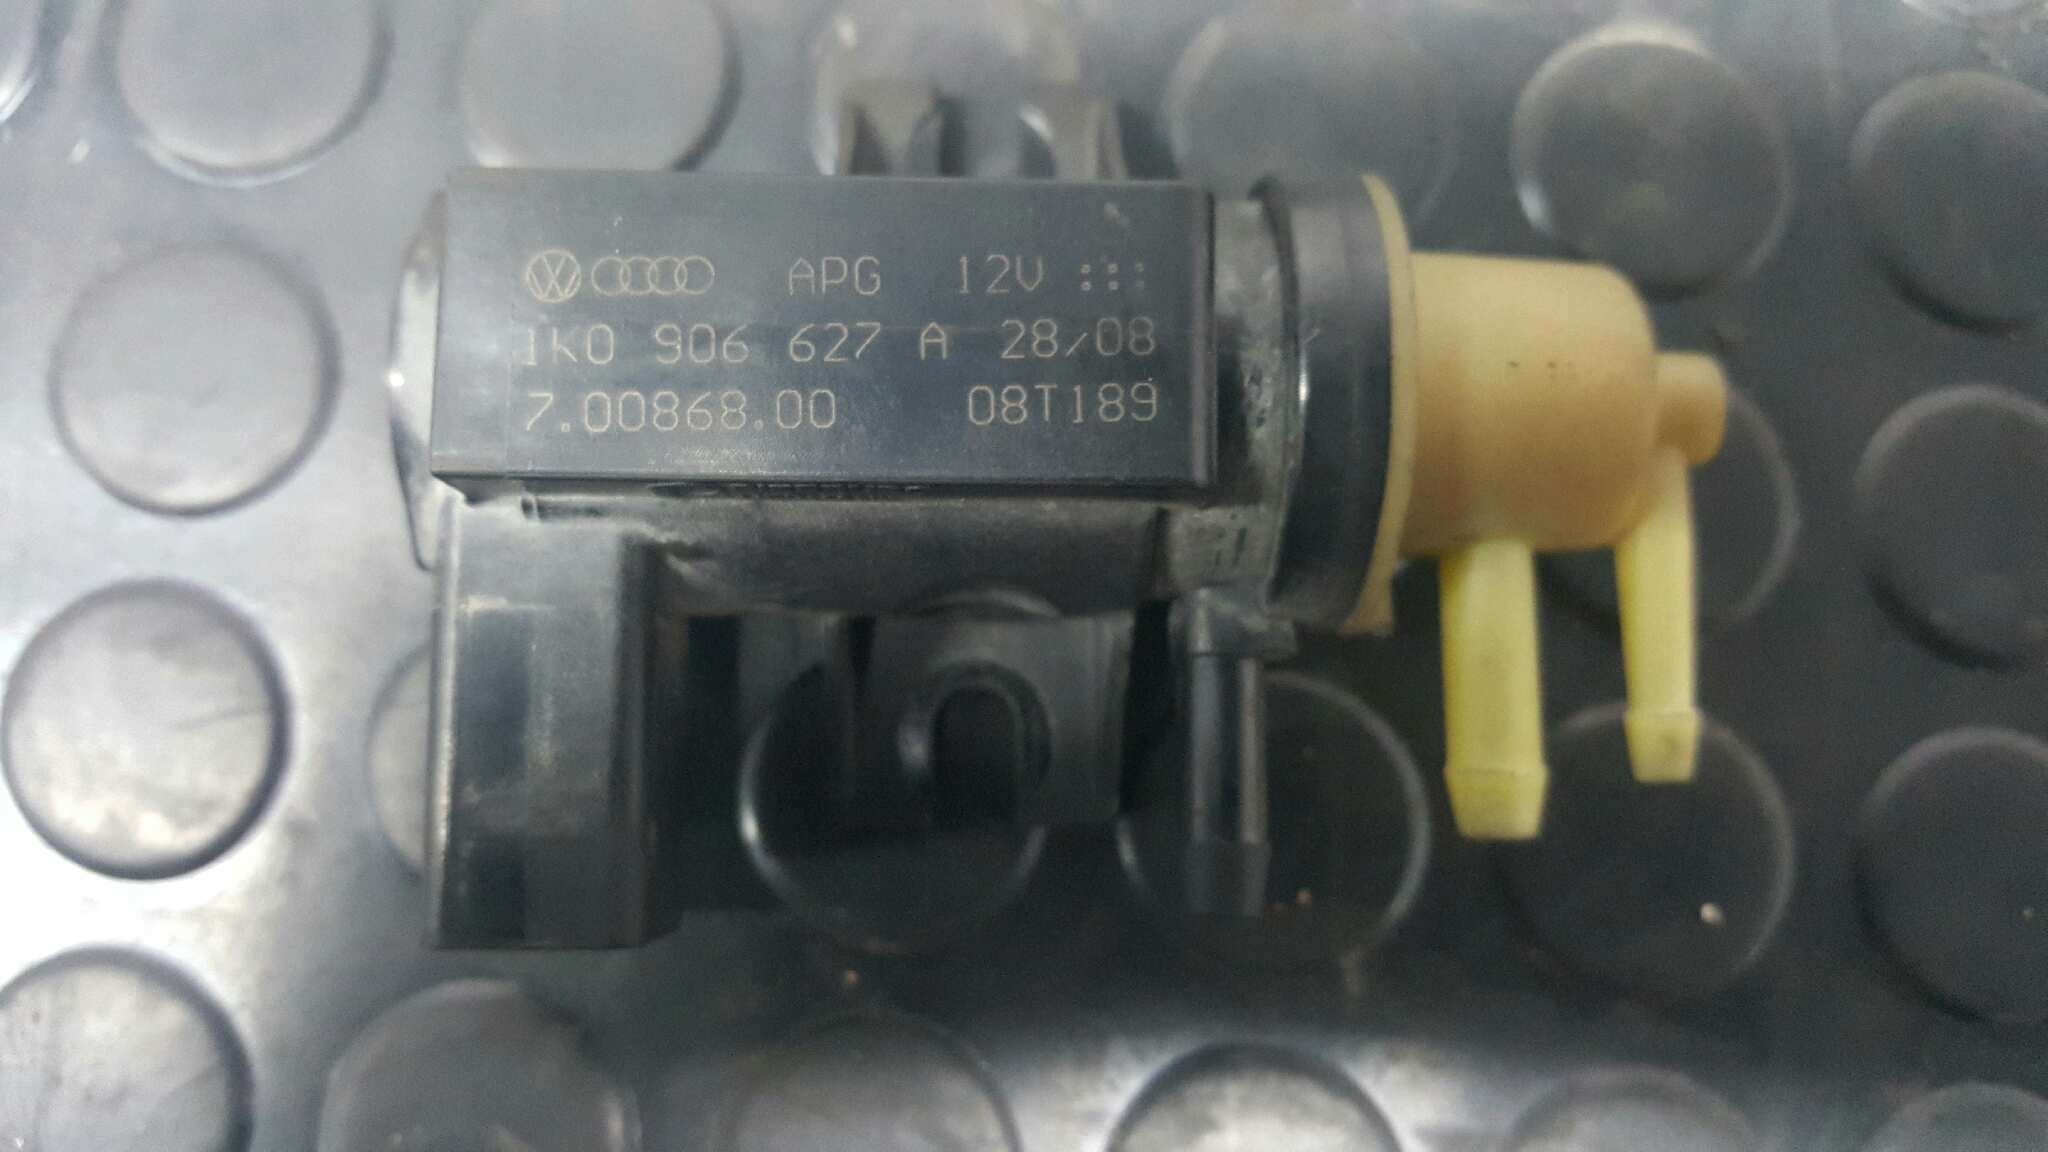 APG 12V
1K0 906 627 A 28/08
7.00868.00 08T189